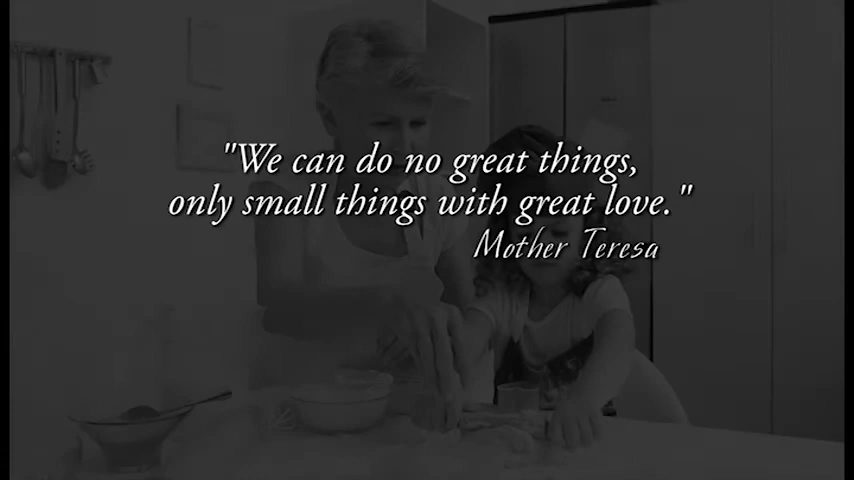 "We can do no great things,
only small things with great love."
Mother Teresa